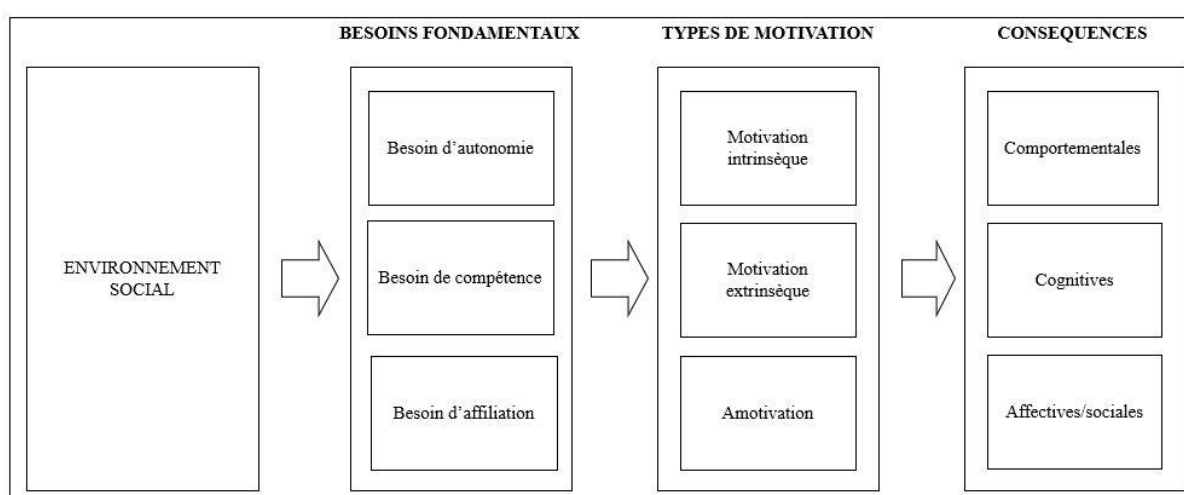 BESOINS FONDAMENTAUX
TYPES DE MOTIVATION
CONSEQUENCES
ENVIRONNEMENT
SOCIAL
Besoin d'autonomie
Besoin de compétence
Besoin d'affiliation
Motivation
intrinsèque
Motivation
extrinsèque
Amotivation
Comportementales
Cognitives
Affectives/sociales